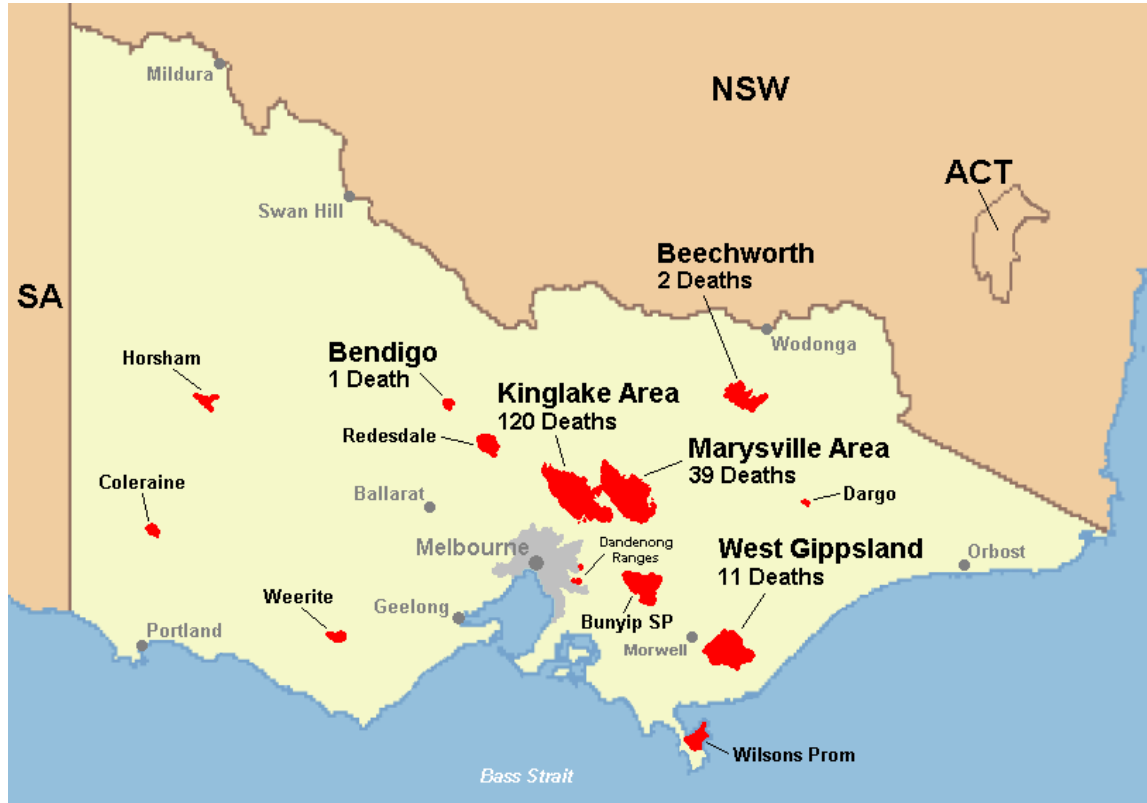 Mildura
NSW
ACT
Swan Hill
Beechworth
2 Deaths
SA
Wodonga
Horsham
Bendigo
1 Death
Kinglake Area
120 Deaths
Redesdale
Marysville Area
39 Deaths
Coleraine
Ballarat
Dargo
Melbourne
Dandenong
Ranges
West Gippsland
11 Deaths
Orbost
Weerite
Geelong
Bunyip SP
Portland
Morwell
Wilsons Prom
Bass Strait